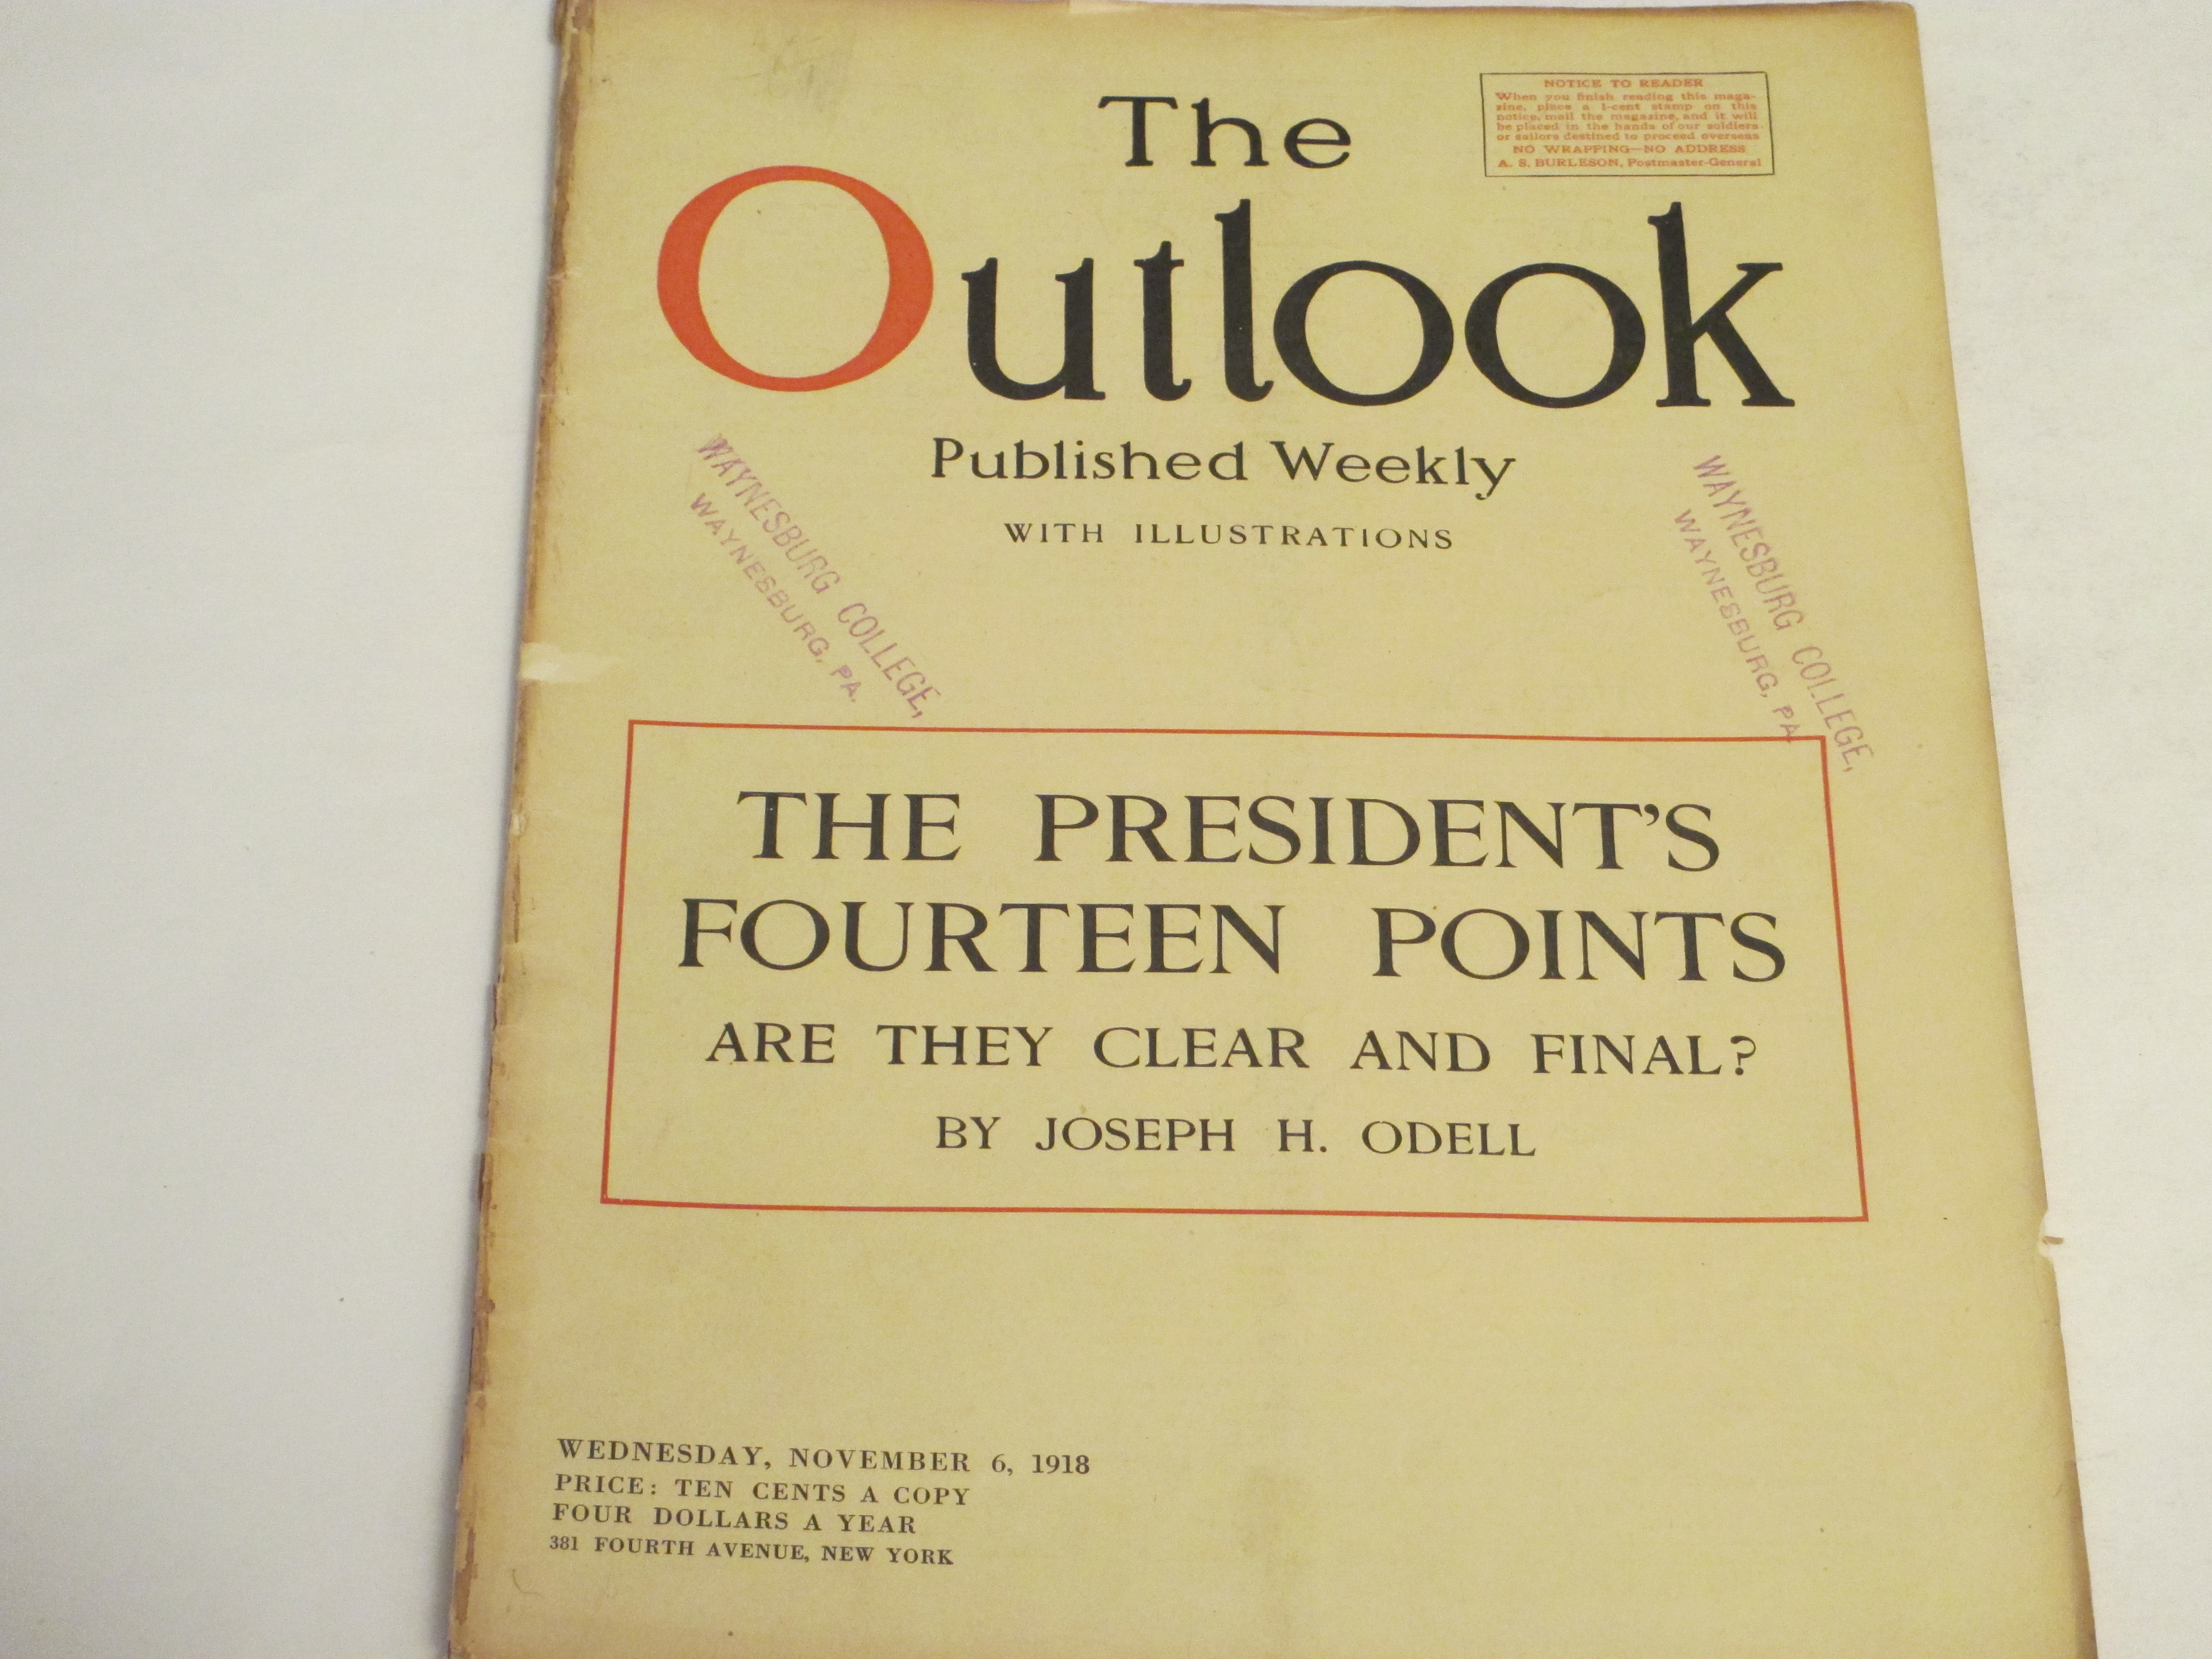 The
Outlook
NOTICE TO READER
When you finish reading this maga-
zine, place a 1-cent stamp on this
notice, mail the magazine, and it will
be placed in the hands of our soldiers
or sailors destined to proceed overseas
NO WRAPPING—NO ADDRESS
A. S. BURLESON, Postmaster-General
Published Weekly
WITH ILLUSTRATIONS
WAYNESBURG COLLEGE,
WAYNESBURG, PA.
WAYNESBURG COLLEGE,
WAYNESBURG, PA.
THE PRESIDENT'S
FOURTEEN POINTS
ARE THEY CLEAR AND FINAL?
BY JOSEPH H. ODELL
WEDNESDAY, NOVEMBER 6, 1918
PRICE: TEN CENTS A COPY
FOUR DOLLARS A YEAR
381 FOURTH AVENUE, NEW YORK